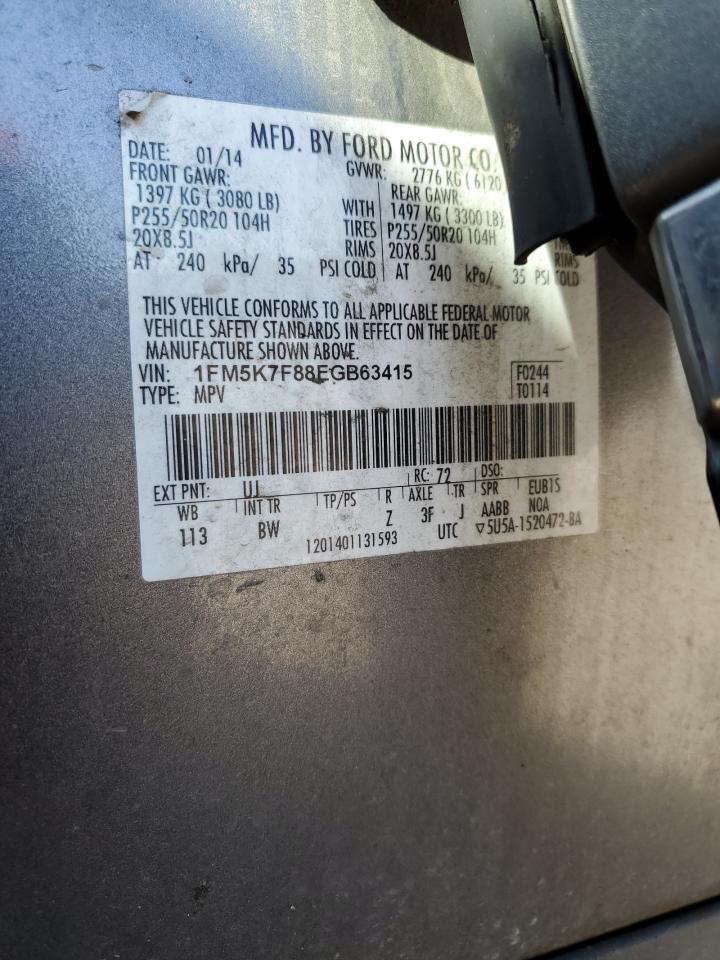 MFD. BY FORD MOTOR CO.
DATE: 01/14
GVWR: 2776 KG ( 6120
FRONT GAWR:
1397 KG ( 3080 LB)
P255/50R20 104H
20X8.5J
AT 240 kPa/ 35 PSI COLD
WITH
TIRES
RIMS
REAR GAWR:
1497 KG ( 3300 LB)
P255/50R20 104H
20X8.5J
AT 240 kPa/ 35 PSI COLD
RIMS
THIS VEHICLE CONFORMS TO ALL APPLICABLE FEDERAL MOTOR
VEHICLE SAFETY STANDARDS IN EFFECT ON THE DATE OF
MANUFACTURE SHOWN ABOVE.
VIN: 1FM5K7F88EGB63415
TYPE: MPV
F0244
T0114
EXT PNT: UJ RC: 72 DSO:
WB INT TR TP/PS R AXLE TR SPR EUB1S
113 BW Z 3F J AABB NOA
1201401131593 UTC ▽5U5A-1520472-BA